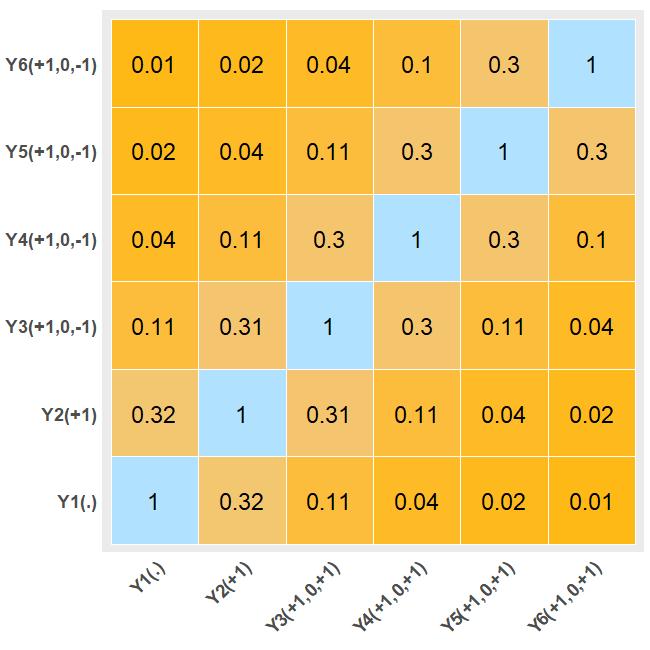 Y6(+1,0,-1) 0.01 0.02 0.04 0.1 0.3 1
Y5(+1,0,-1) 0.02 0.04 0.11 0.3 1 0.3
Y4(+1,0,-1) 0.04 0.11 0.3 1 0.3 0.1
Y3(+1,0,-1) 0.11 0.31 1 0.3 0.11 0.04
Y2(+1) 0.32 1 0.31 0.11 0.04 0.02
Y1(.) 1 0.32 0.11 0.04 0.02 0.01
Y1(.) Y2(+1) Y3(+1,0,+1) Y4(+1,0,+1) Y5(+1,0,+1) Y6(+1,0,+1)